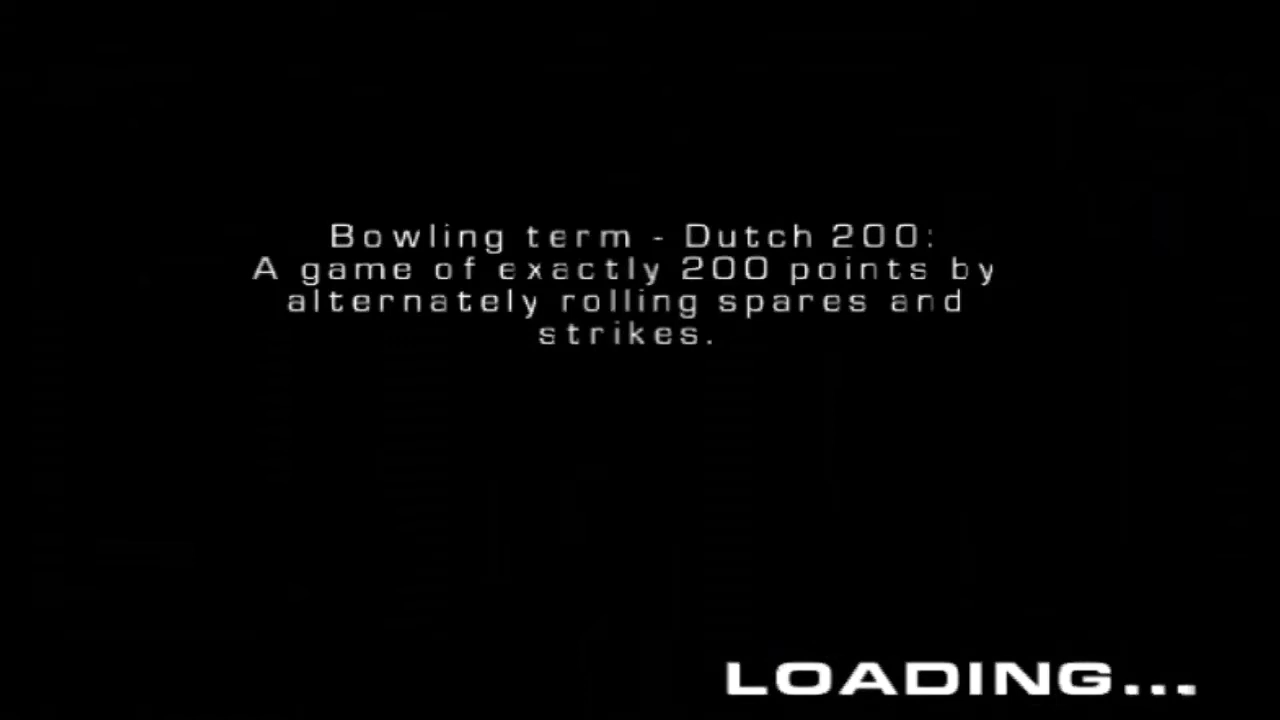 Bowling term - Dutch 200:
A game of exactly 200 points by
alternately rolling spares and
strikes.
LOADING...